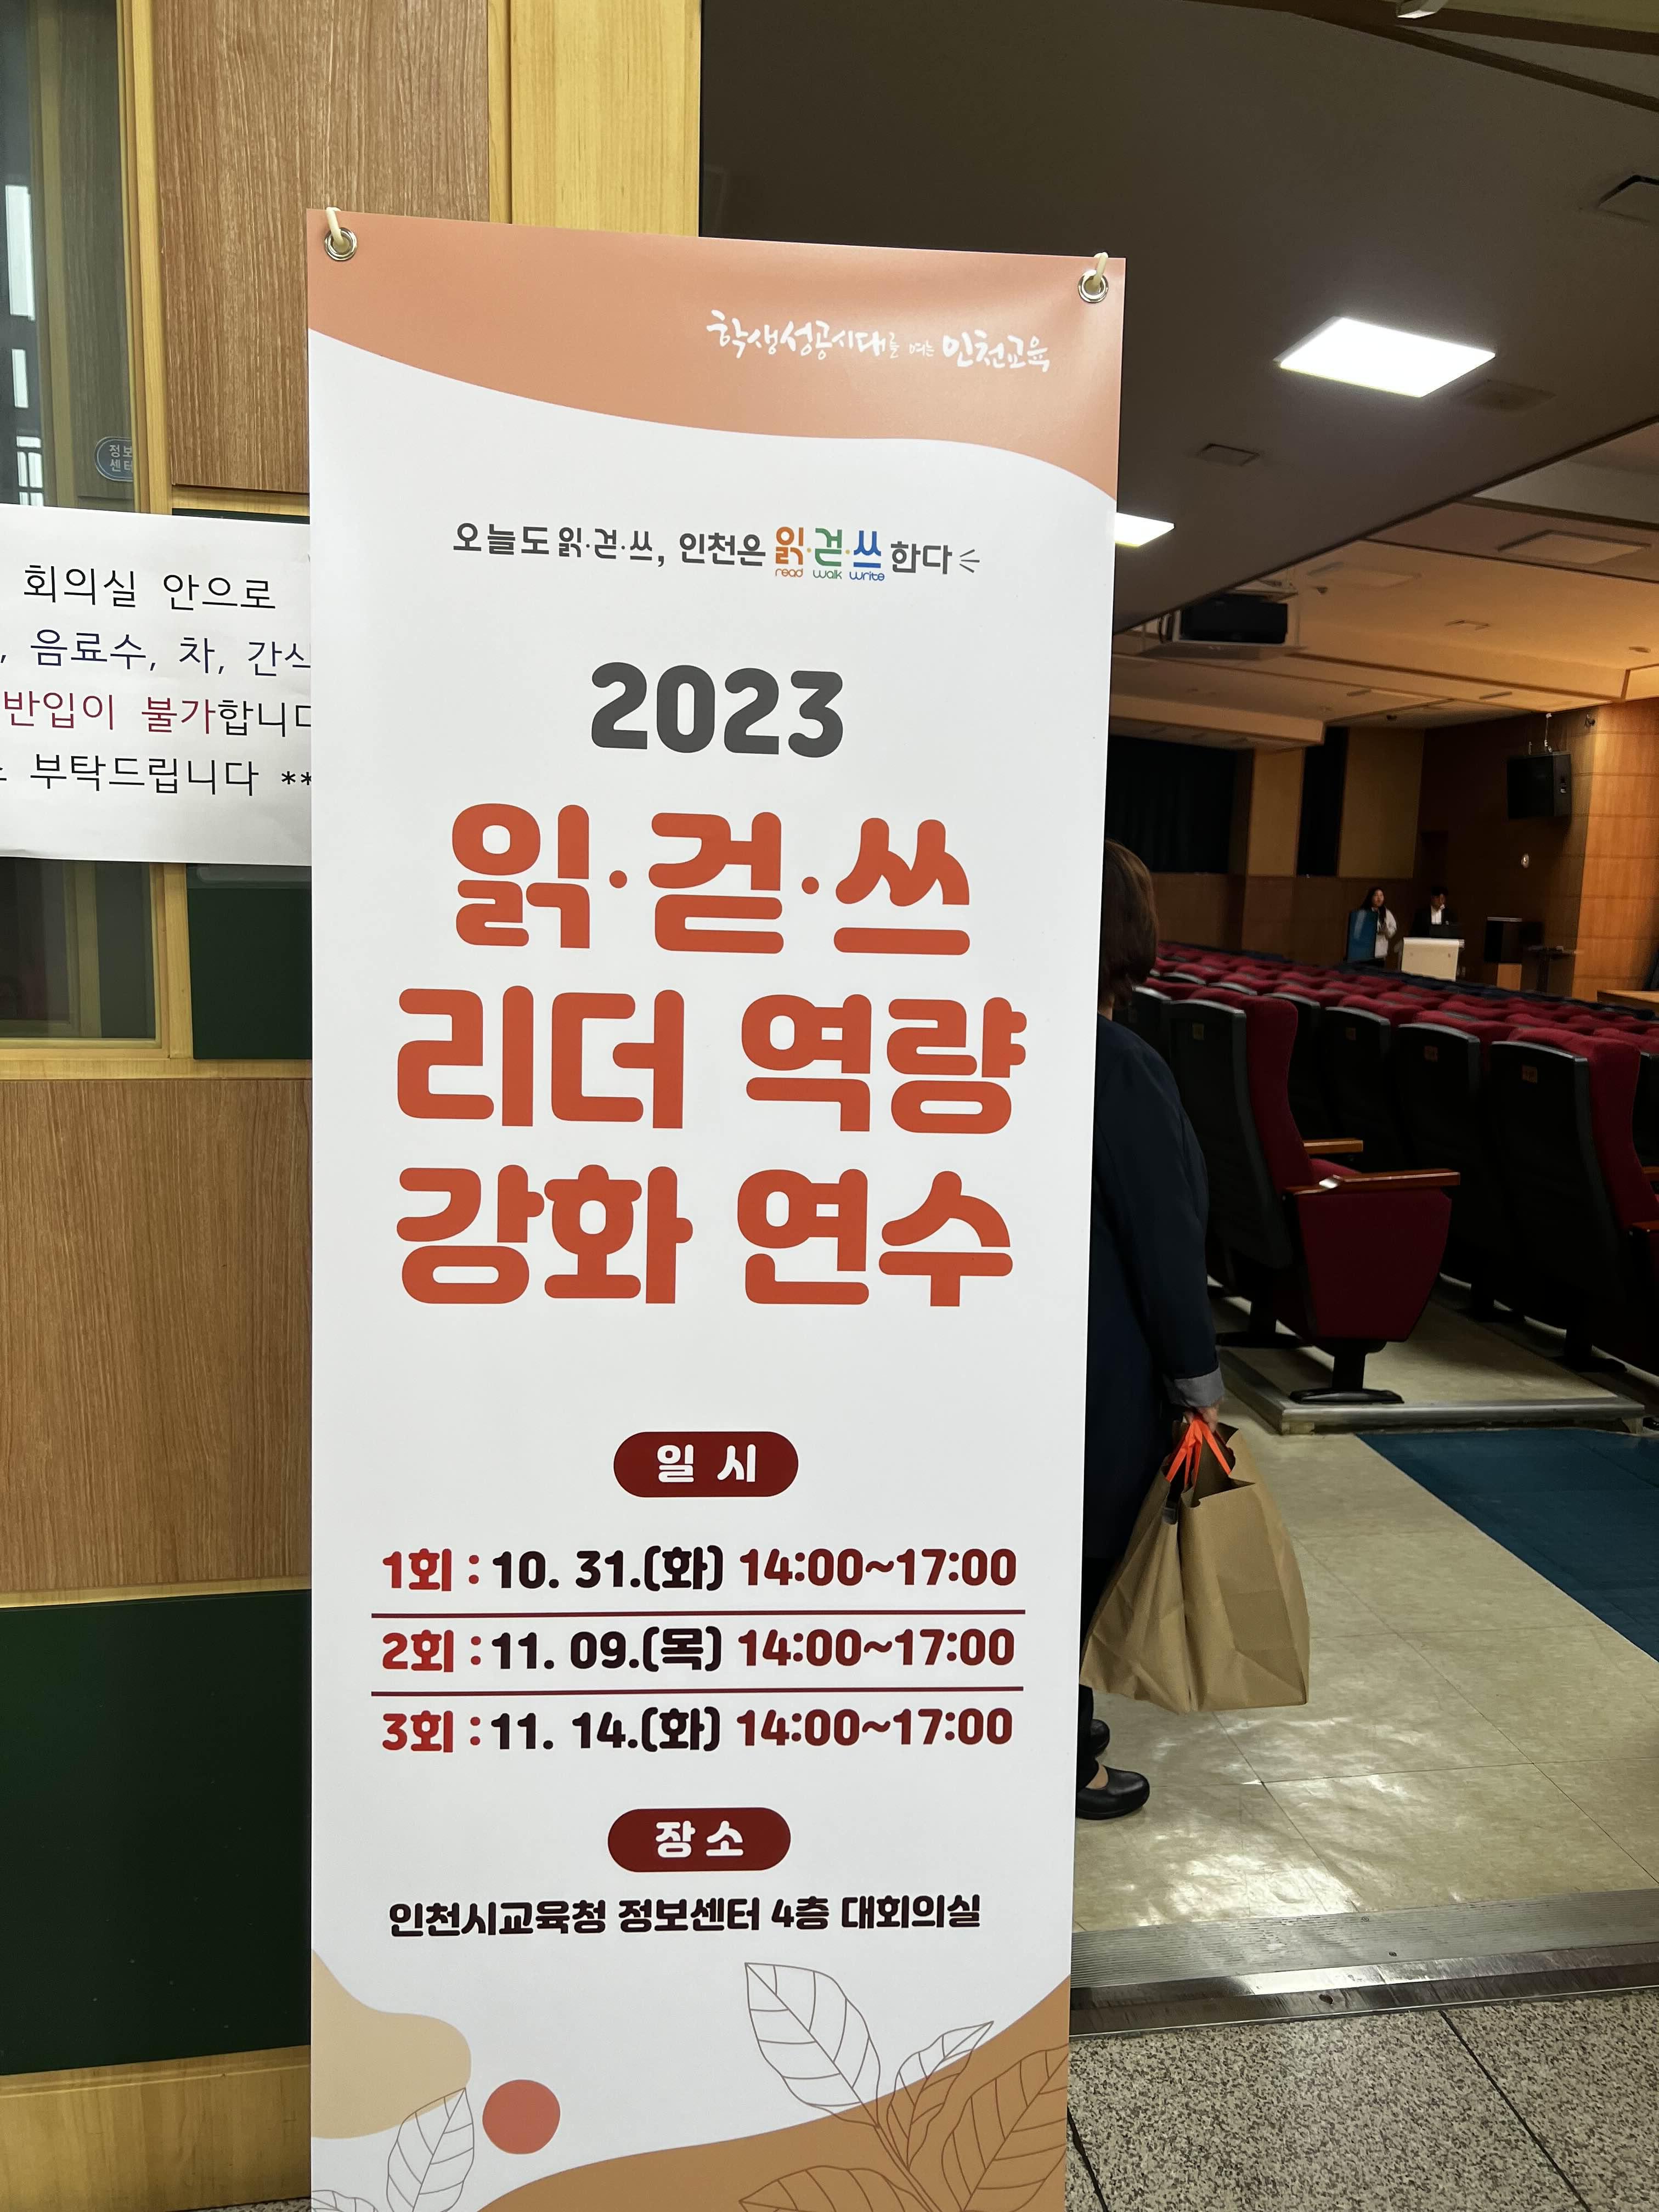 학생성공시대를 여는 인천교육
오늘도 읽·걷·쓰, 인천은 읽·걷·쓰 한다
read walk write
2023
읽·걷·쓰
리더 역량
강화 연수
일 시
1회 : 10. 31.(화) 14:00~17:00
2회 : 11. 09.(목) 14:00~17:00
3회 : 11. 14.(화) 14:00~17:00
장 소
인천시교육청 정보센터 4층 대회의실
정보
센터
회의실 안으로
, 음료수, 차,
반입이 불가합니다
부탁드립니다 **